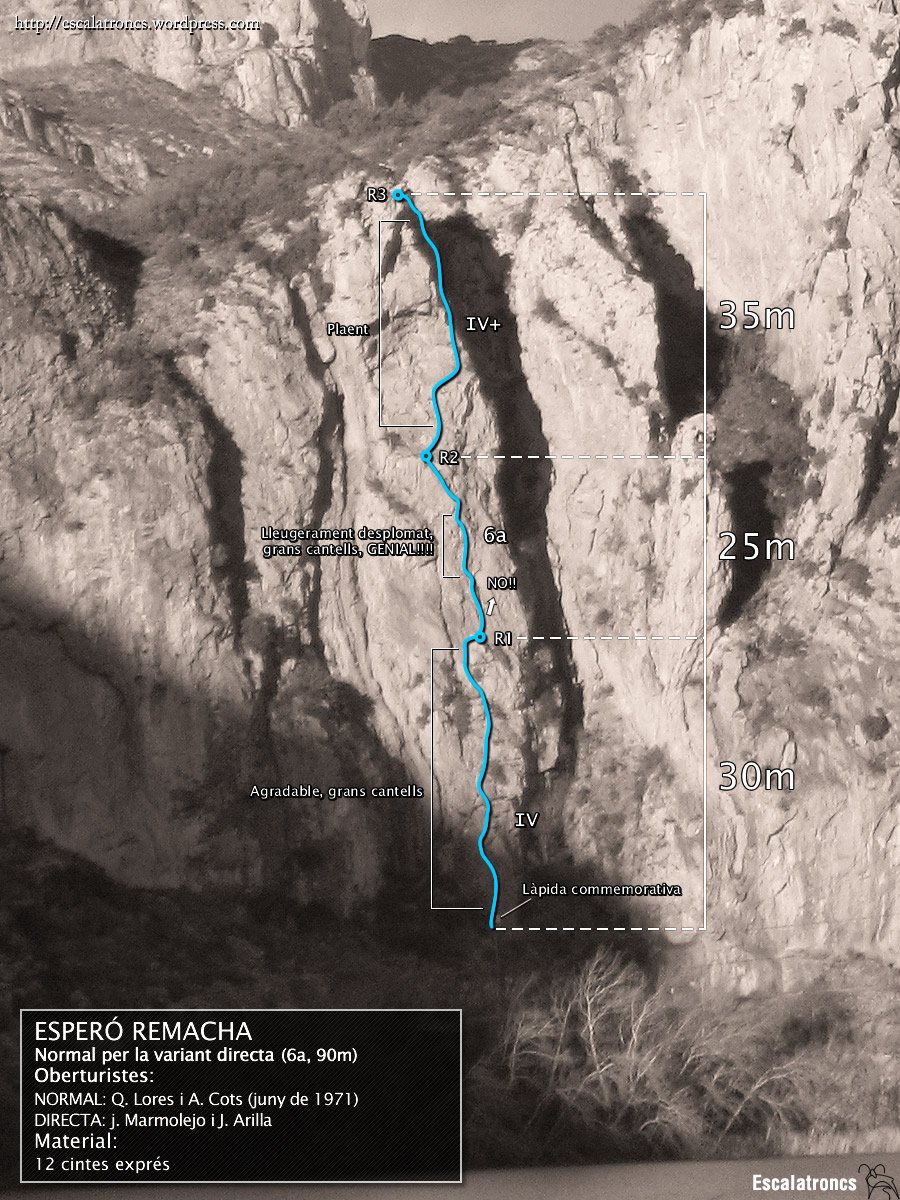 http://escalatroncs.wordpress.com
R3
35m
IV+
Plaent
R2
Lleugerament desplomat,
grans cantells, GENIAL!!!!
6a
25m
NO!!
R1
30m
Agradable, grans cantells
IV
Làpida commemorativa
ESPERÓ REMACHA
Normal per la variant directa (6a, 90m)
Oberturistes:
NORMAL: Q. Lores i A. Cots (juny de 1971)
DIRECTA: j. Marmolejo i J. Arilla
Material:
12 cintes exprés
Escalatroncs